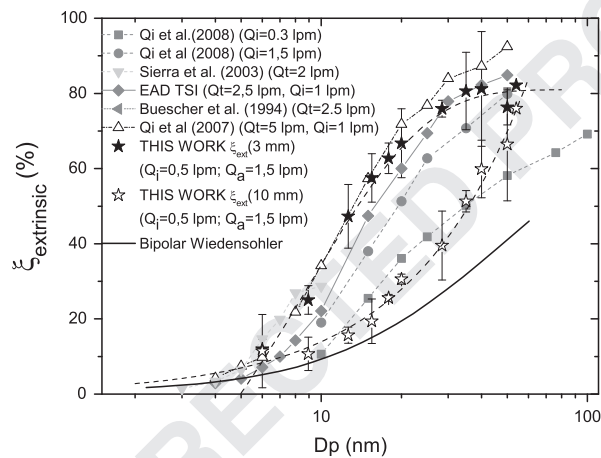 100
80
60
40
20
0
ξextrinsic (%)
Qi et al.(2008) (Qi=0.3 lpm)
Qi et al (2008) (Qi=1,5 lpm)
Sierra et al. (2003) (Qt=2 lpm)
EAD TSI (Qt=2,5 lpm, Qi=1 lpm)
Buescher et al. (1994) (Qt=2.5 lpm)
Qi et al (2007) (Qt=5 lpm, Qi=1 lpm)
THIS WORK ξext(3 mm)
(Qi=0,5 lpm; Qa=1,5 lpm)
THIS WORK ξext(10 mm)
(Qi=0,5 lpm; Qa=1,5 lpm)
Bipolar Wiedensohler
10
100
Dp (nm)